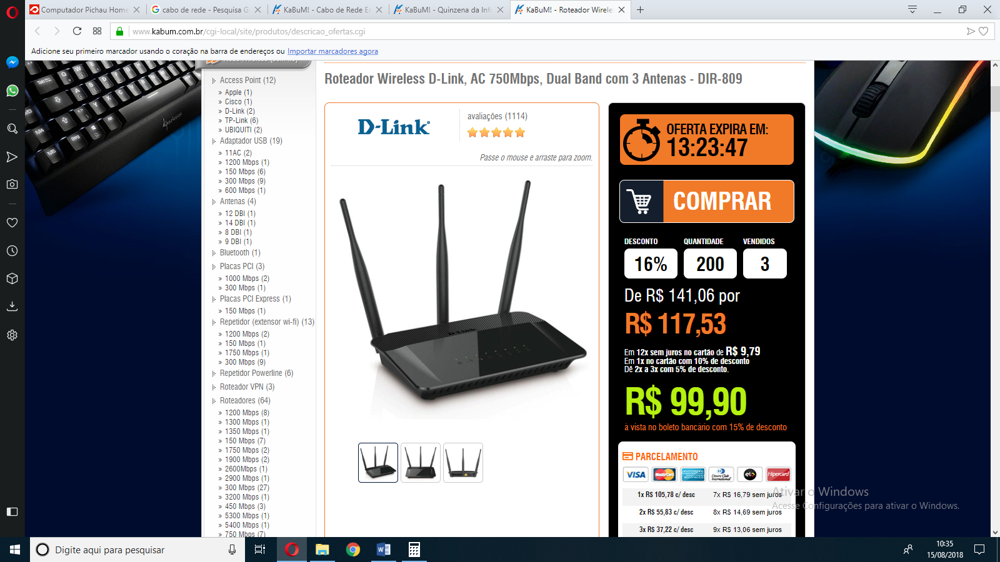 Computador Pichau Home
cabo de rede - Pesquisa G
KaBuM! - Cabo de Rede E
KaBuM! - Quinzena da Inf
KaBuM! - Roteador Wirele
www.kabum.com.br/cgi-local/site/produtos/descricao_ofertas.cgi
Adicione seu primeiro marcador usando o coração na barra de endereços ou Importar marcadores agora
Access Point (12)
Apple (1)
Cisco (1)
D-Link (2)
TP-Link (6)
UBIQUITI (2)
Adaptador USB (19)
11AC (2)
1200 Mbps (1)
150 Mbps (6)
300 Mbps (9)
600 Mbps (1)
Antenas (4)
12 DBI (1)
14 DBI (1)
8 DBI (1)
9 DBI (1)
Bluetooth (1)
Placas PCI (3)
1000 Mbps (2)
300 Mbps (1)
Placas PCI Express (1)
150 Mbps (1)
Repetidor (extensor wi-fi) (13)
1200 Mbps (2)
150 Mbps (1)
1750 Mbps (1)
300 Mbps (9)
Repetidor Powerline (6)
Roteador VPN (3)
Roteadores (64)
1200 Mbps (8)
1300 Mbps (1)
1350 Mbps (1)
150 Mbps (7)
1750 Mbps (2)
1900 Mbps (2)
2600Mbps (1)
2900 Mbps (1)
300 Mbps (27)
3200 Mbps (1)
450 Mbps (3)
5300 Mbps (1)
5400 Mbps (1)
750 Mbps (7)
Roteador Wireless D-Link, AC 750Mbps, Dual Band com 3 Antenas - DIR-809
D-Link
avaliações (1114)
Passe o mouse e arraste para zoom.
D-Link
OFERTA EXPIRA EM:
13:23:47
COMPRAR
DESCONTO QUANTIDADE VENDIDOS
16% 200 3
De R$ 141,06 por
R$ 117,53
Em 12x sem juros no cartão de R$ 9,79
Em 1x no cartão com 10% de desconto
Dê 2x a 3x com 5% de desconto.
R$ 99,90
à vista no boleto bancário com 15% de desconto
PARCELAMENTO
VISA MasterCard AMERICAN EXPRESS Diners Club International elo Hipercard
1x R$ 105,78 c/ desc 7x R$ 16,79 sem juros
2x R$ 55,83 c/ desc 8x R$ 14,69 sem juros
3x R$ 37,22 c/ desc 9x R$ 13,06 sem juros
Ativar o Windows
Acesse Configurações para ativar o Windows.
Digite aqui para pesquisar
10:35
15/08/2018